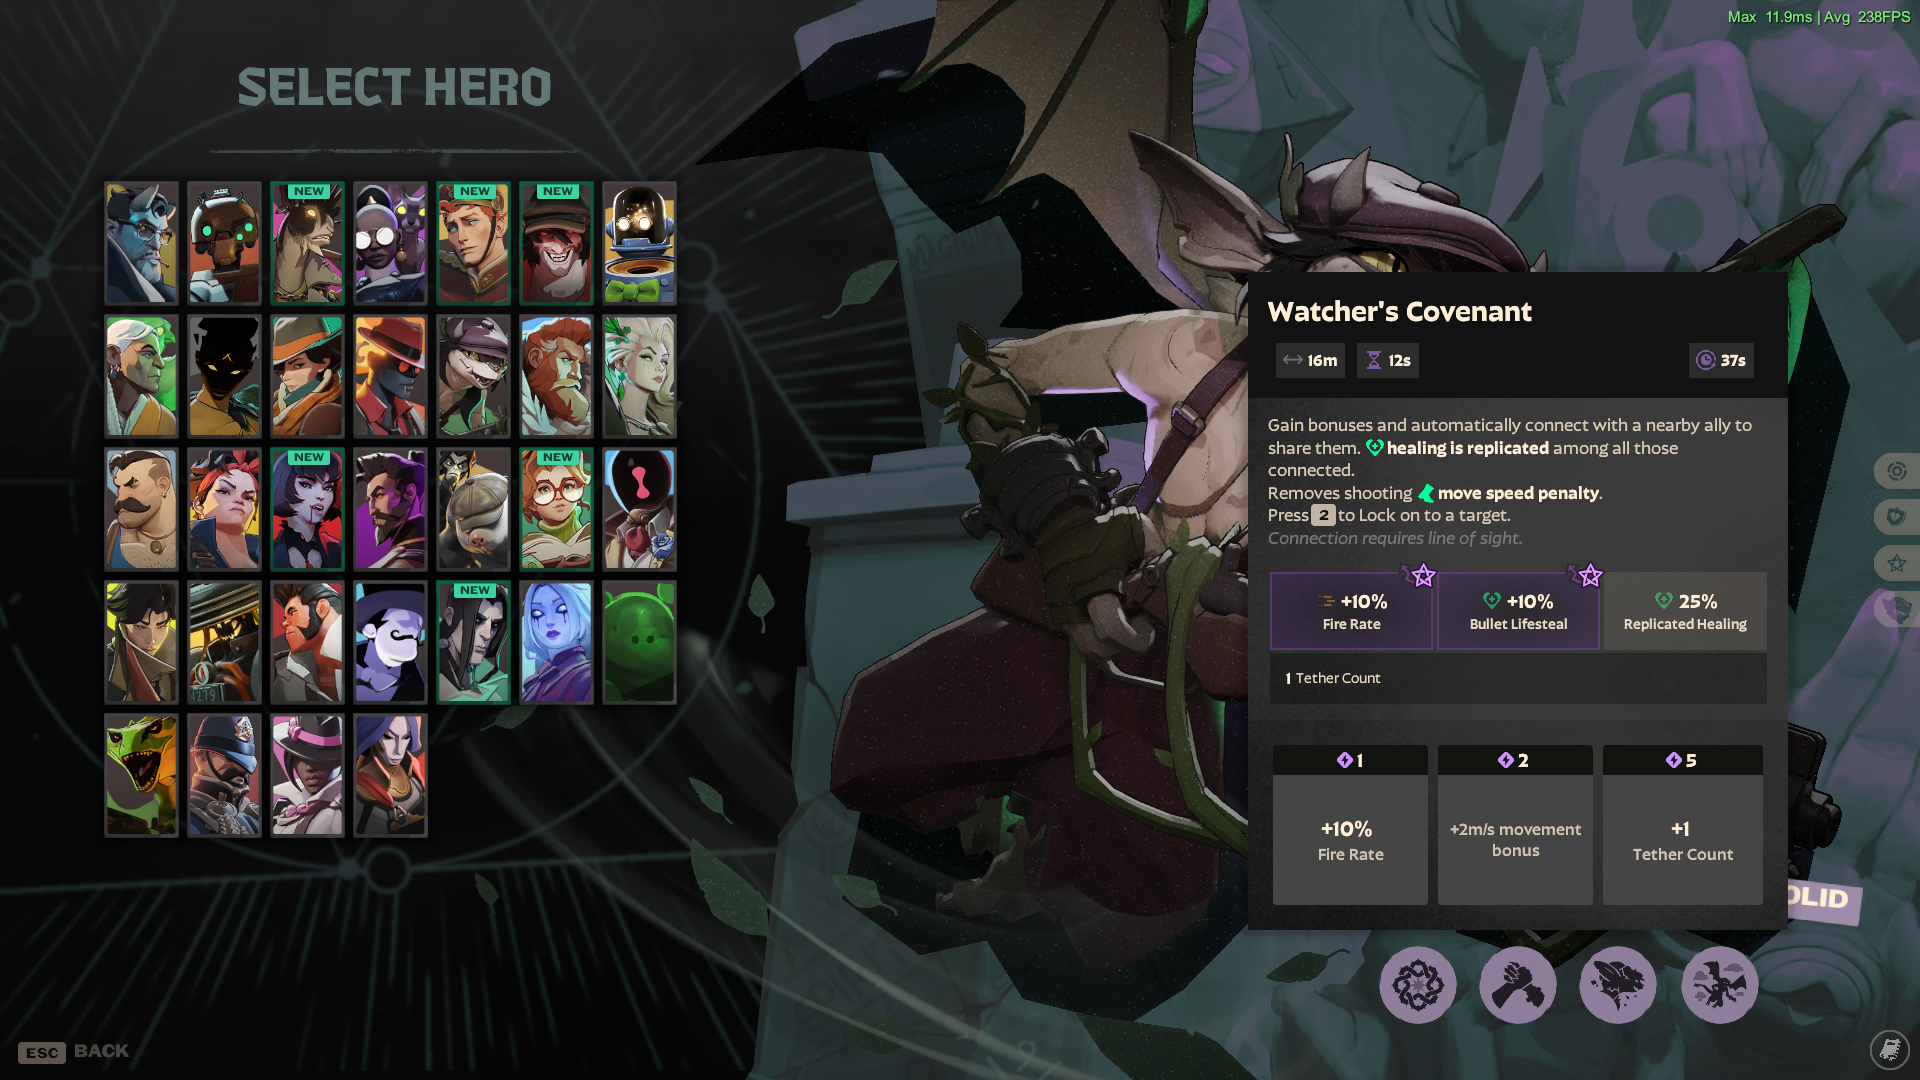 Max 11.9ms | Avg 238FPS
SELECT HERO
NEW
NEW
NEW
NEW
NEW
NEW
Watcher's Covenant
16m
12s
37s
Gain bonuses and automatically connect with a nearby ally to
share them. healing is replicated among all those
connected.
Removes shooting move speed penalty.
Press 2 to Lock on to a target.
Connection requires line of sight.
+10%
Fire Rate
+10%
Bullet Lifesteal
25%
Replicated Healing
1 Tether Count
1
+10%
Fire Rate
2
+2m/s movement
bonus
5
+1
Tether Count
OLID
ESC BACK